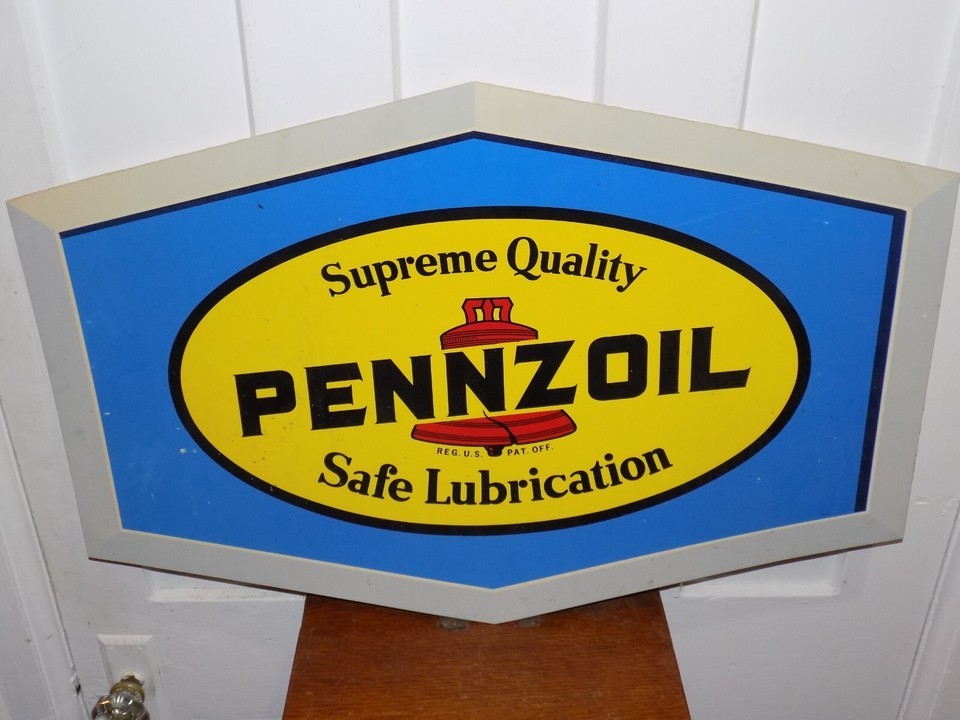 Supreme Quality
PENNZOIL
REG. U.S. PAT. OFF.
Safe Lubrication